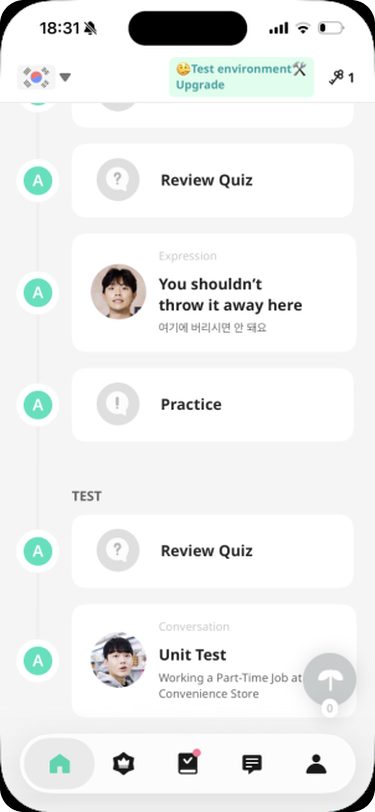 18:31
🥲Test environment🛠
Upgrade
1
A
Review Quiz
A
Expression
You shouldn't
throw it away here
여기에 버리시면 안 돼요
A
Practice
TEST
A
Review Quiz
A
Conversation
Unit Test
Working a Part-Time Job at
Convenience Store
0